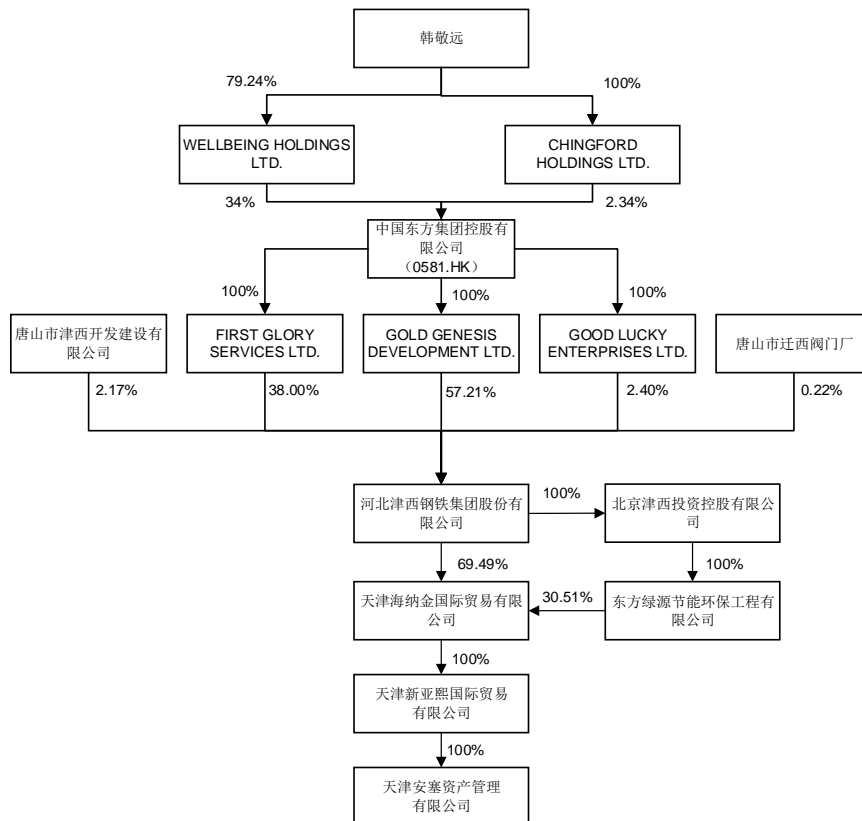 韩敬远
79.24%
100%
WELLBEING HOLDINGS
LTD.
CHINGFORD
HOLDINGS LTD.
34%
2.34%
中国东方集团控股有
限公司
（0581.HK）
100%
100%
100%
唐山市津西开发建设有
限公司
FIRST GLORY
SERVICES LTD.
GOLD GENESIS
DEVELOPMENT LTD.
GOOD LUCKY
ENTERPRISES LTD.
唐山市迁西阀门厂
2.17%
38.00%
57.21%
2.40%
0.22%
河北津西钢铁集团股份有
限公司
100%
北京津西投资控股有限公
司
69.49%
100%
天津海纳金国际贸易有限
公司
30.51%
东方绿源节能环保工程有
限公司
100%
天津新亚熙国际贸易
有限公司
100%
天津安塞资产管理
有限公司